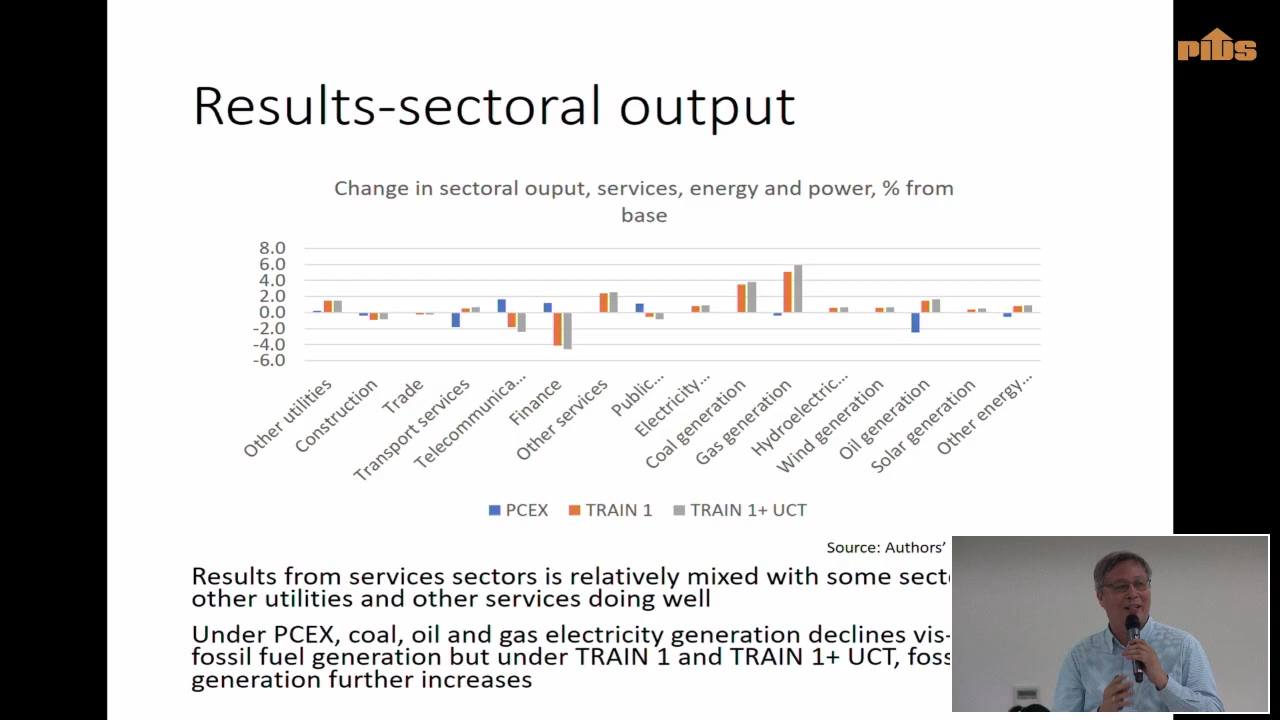 PIDS
Results-sectoral output
Change in sectoral ouput, services, energy and power, % from
base
8.0
6.0
4.0
2.0
0.0
-2.0
-4.0
-6.0
Other utilities
Construction
Trade
Transport services
Telecommunica...
Finance
Other services
Public...
Electricity...
Coal generation
Gas generation
Hydroelectric...
Wind generation
Oil generation
Solar generation
Other energy...
PCEX
TRAIN 1
TRAIN 1+ UCT
Source: Authors’
Results from services sectors is relatively mixed with some sect
other utilities and other services doing well
Under PCEX, coal, oil and gas electricity generation declines vis-
fossil fuel generation but under TRAIN 1 and TRAIN 1+ UCT, foss
generation further increases